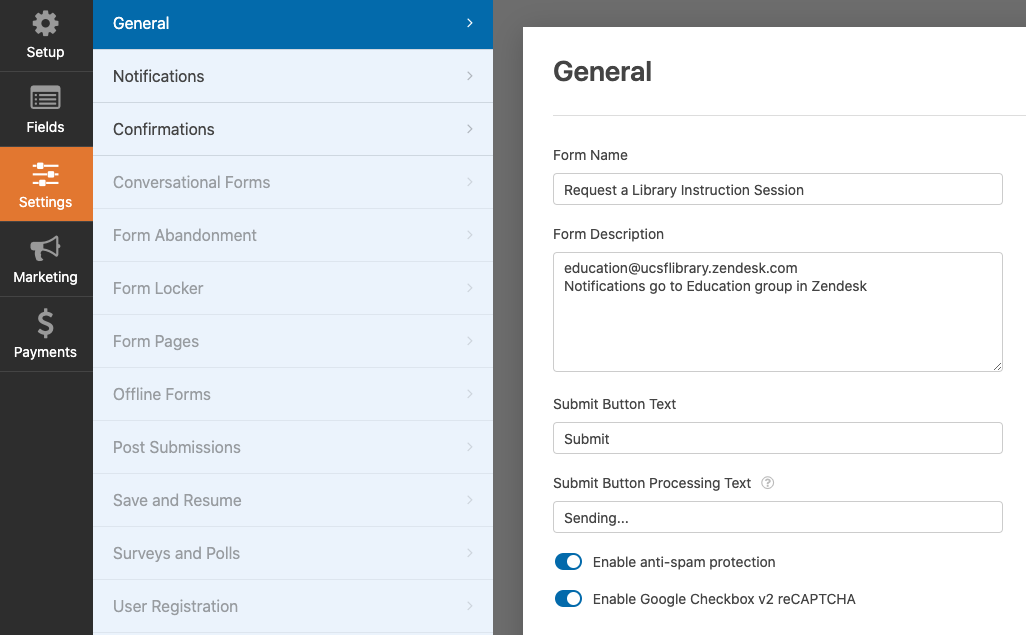 Setup
Fields
Settings
Marketing
Payments
General
Notifications
Confirmations
Conversational Forms
Form Abandonment
Form Locker
Form Pages
Offline Forms
Post Submissions
Save and Resume
Surveys and Polls
User Registration
General
Form Name
Request a Library Instruction Session
Form Description
education@ucsflibrary.zendesk.com
Notifications go to Education group in Zendesk
Submit Button Text
Submit
Submit Button Processing Text ?
Sending...
Enable anti-spam protection
Enable Google Checkbox v2 reCAPTCHA